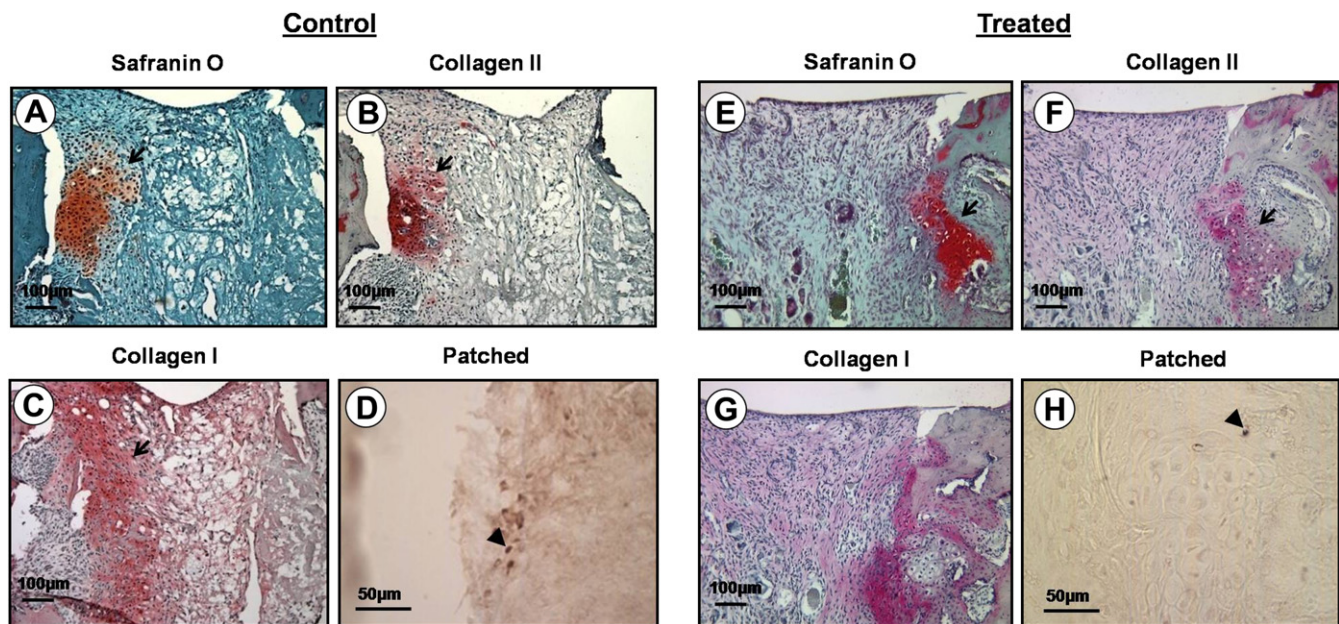 Control
Treated
Safranin O
Collagen II
Safranin O
Collagen II
A
B
E
F
100µm
100µm
100µm
100µm
Collagen I
Patched
Collagen I
Patched
C
D
G
H
100µm
50µm
100µm
50µm